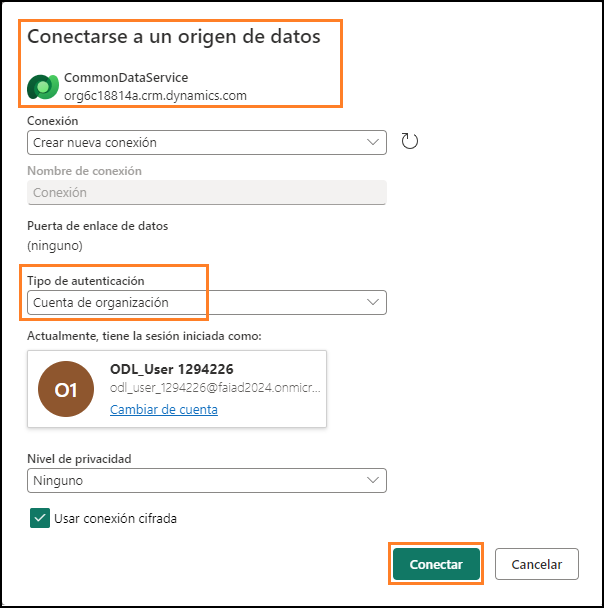 Conectarse a un origen de datos
CommonDataService
org6c18814a.crm.dynamics.com
Conexión
Crear nueva conexión
Nombre de conexión
Conexión
Puerta de enlace de datos
(ninguno)
Tipo de autenticación
Cuenta de organización
Actualmente, tiene la sesión iniciada como:
O1
ODL_User 1294226
odl_user_1294226@faiad2024.onmicr...
Cambiar de cuenta
Nivel de privacidad
Ninguno
Usar conexión cifrada
Conectar
Cancelar